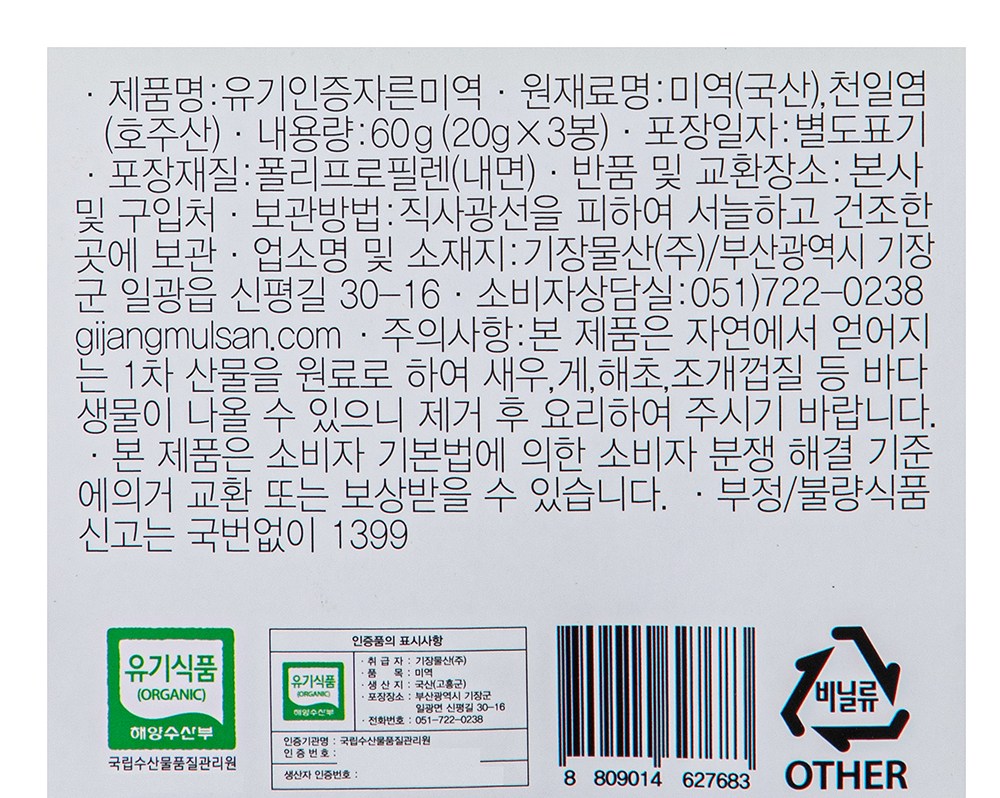 · 제품명:유기인증자른미역 · 원재료명:미역(국산),천일염
(호주산) · 내용량:60g (20g×3봉) · 포장일자:별도표기
· 포장재질:폴리프로필렌(내면) · 반품 및 교환장소:본사
및 구입처 · 보관방법:직사광선을 피하여 서늘하고 건조한
곳에 보관 · 업소명 및 소재지:기장물산(주)/부산광역시 기장
군 일광읍 신평길 30-16 · 소비자상담실:051)722-0238
gijangmulsan.com · 주의사항:본 제품은 자연에서 얻어지
는 1차 산물을 원료로 하여 새우,게,해초,조개껍질 등 바다
생물이 나올 수 있으니 제거 후 요리하여 주시기 바랍니다.
· 본 제품은 소비자 기본법에 의한 소비자 분쟁 해결 기준
에의거 교환 또는 보상받을 수 있습니다. · 부정/불량식품
신고는 국번없이 1399
유기식품
(ORGANIC)
해양수산부
국립수산물품질관리원
인증품의 표시사항
유기식품
(ORGANIC)
해양수산부
· 취 급 자 : 기장물산(주)
· 품 목 : 미역
· 생 산 지 : 국산(고흥군)
· 포장장소 : 부산광역시 기장군
일광면 신평길 30-16
· 전화번호 : 051-722-0238
인증기관명 : 국립수산물품질관리원
인 증 번 호 :
생산자 인증번호 :
8 809014 627683
비닐류
OTHER